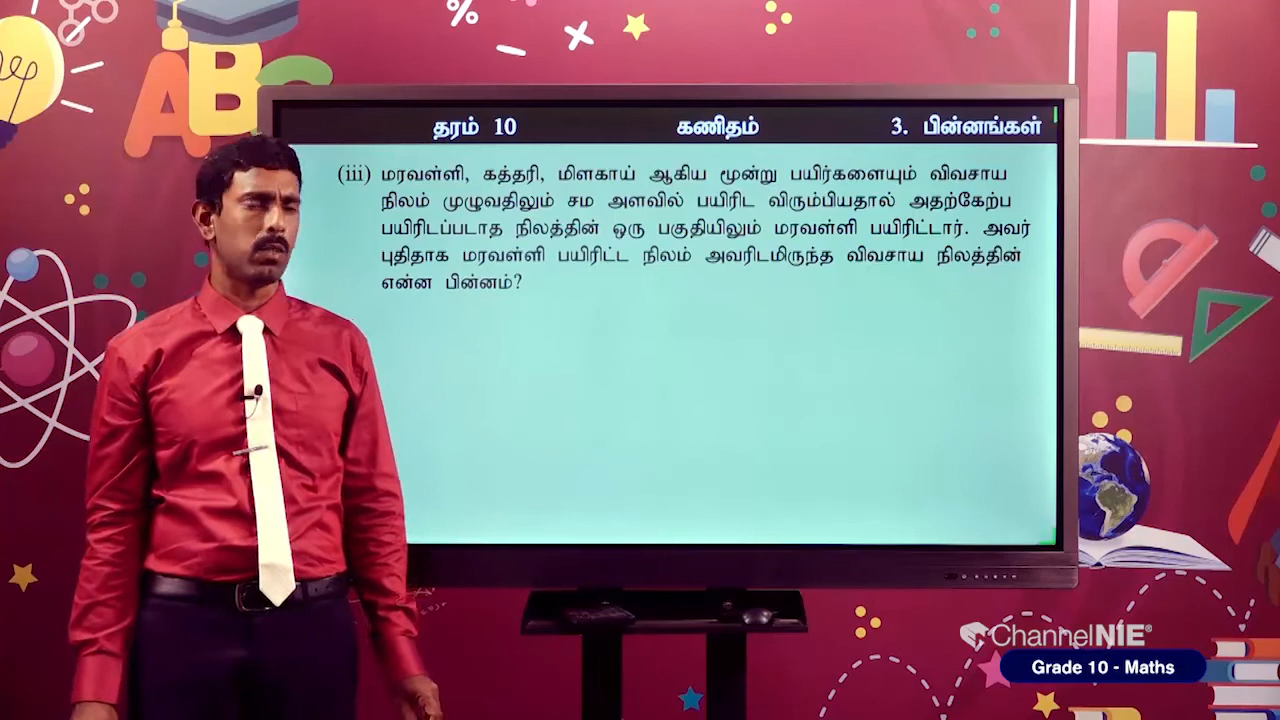 ABC
தரம் 10 கணிதம் 3. பின்னங்கள்
(iii) மரவள்ளி, கத்தரி, மிளகாய் ஆகிய மூன்று பயிர்களையும் விவசாய
நிலம் முழுவதிலும் சம அளவில் பயிரிட விரும்பியதால் அதற்கேற்ப
பயிரிடப்படாத நிலத்தின் ஒரு பகுதியிலும் மரவள்ளி பயிரிட்டார். அவர்
புதிதாக மரவள்ளி பயிரிட்ட நிலம் அவரிடமிருந்த விவசாய நிலத்தின்
என்ன பின்னம்?
ChannelNIE®
Grade 10 - Maths